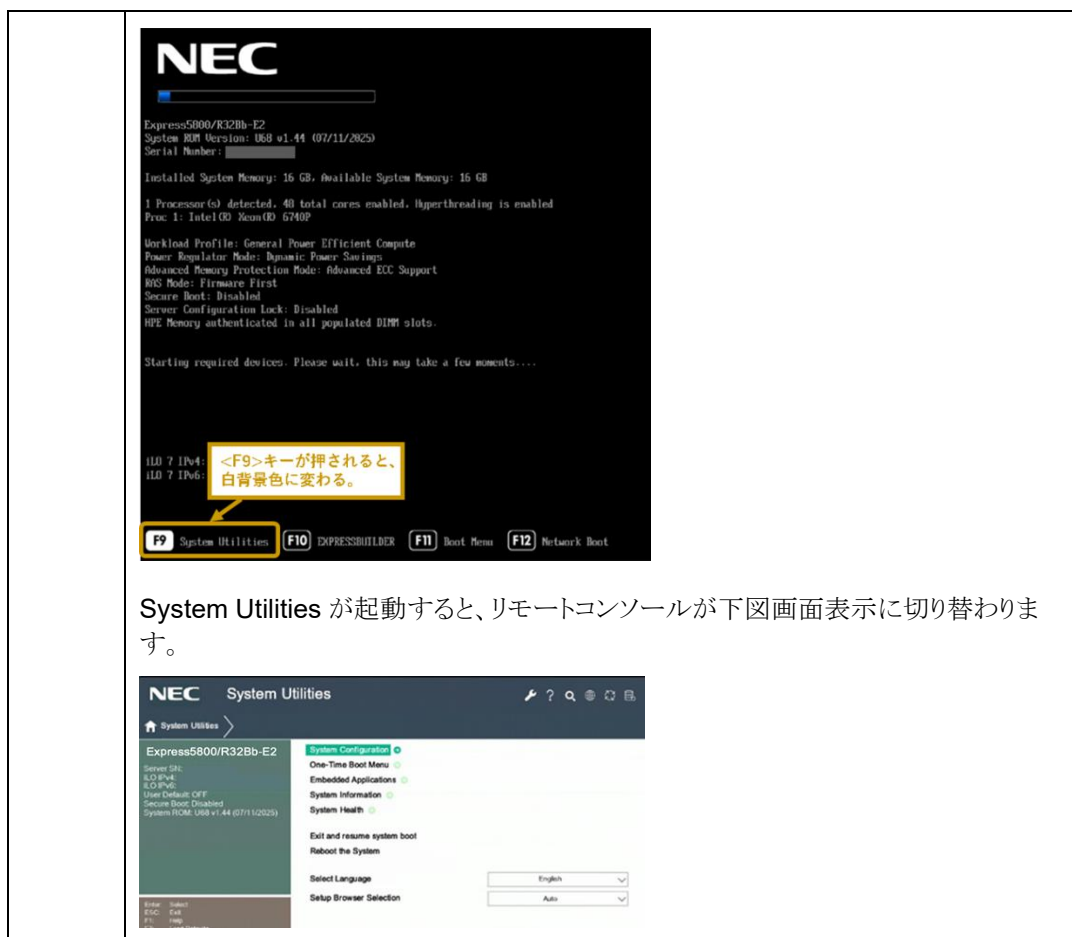 NEC
Express5800/R32Bb-E2
System ROM Version: U68 v1.44 (07/11/2025)
Serial Number:
Installed System Memory: 16 GB, Available System Memory: 16 GB
1 Processor(s) detected, 48 total cores enabled, Hyperthreading is enabled
Proc 1: Intel(R) Xeon(R) 6740P
Workload Profile: General Power Efficient Compute
Power Regulator Mode: Dynamic Power Savings
Advanced Memory Protection Mode: Advanced ECC Support
RAS Mode: Firmware First
Secure Boot: Disabled
Server Configuration Lock: Disabled
HPE Memory authenticated in all populated DIMM slots.
Starting required devices. Please wait, this may take a few moments....
iLO 7 IPv4:
iLO 7 IPv6:
<F9>キーが押されると、
白背景色に変わる。
F9 System Utilities F10 EXPRESSBUILDER F11 Boot Menu F12 Network Boot
System Utilities が起動すると、リモートコンソールが下図画面表示に切り替わりま
す。
NEC System Utilities
System Utilities
Express5800/R32Bb-E2
Server SN:
iLO IPv4:
iLO IPv6:
User Default: OFF
Secure Boot: Disabled
System ROM: U68 v1.44 (07/11/2025)
System Configuration
One-Time Boot Menu
Embedded Applications
System Information
System Health
Exit and resume system boot
Reboot the System
Select Language English
Setup Browser Selection Auto
Enter: Select
ESC: Exit
F1: Help